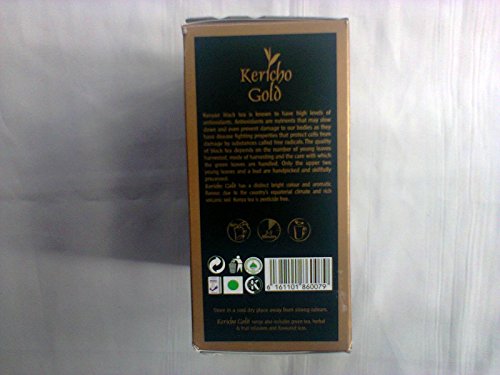 Kericho
Gold
Kenyan black tea is known to have high levels of
antioxidants. Antioxidants are nutrients that may slow
down and even prevent damage to our bodies as they
have disease fighting properties that protect cells from
damage by substances called free radicals. The quality
of black tea depends on the number of young leaves
harvested, mode of harvesting and the care with which
the green leaves are handled. Only the upper two
young leaves and a bud are handpicked and skilfully
processed.
Kericho Gold has a distinct bright colour and aromatic
flavour due to the country's equatorial climate and rich
volcanic soil. Kenya tea is pesticide free.
3-5
Minutes
K
6 161101 860079
Store in a cool dry place away from strong odours.
Kericho Gold range also includes green tea, herbal
& fruit infusions and flavoured teas.